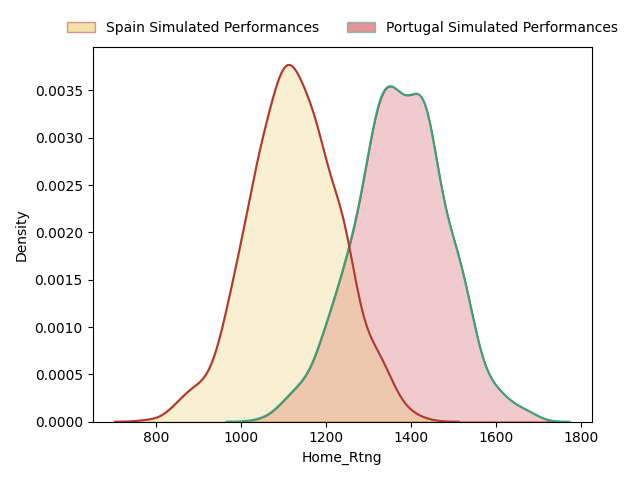 Spain Simulated Performances Portugal Simulated Performances
0.0035
0.0030
0.0025
0.0020
0.0015
0.0010
0.0005
0.0000
Density
800 1000 1200 1400 1600 1800
Home_Rtng